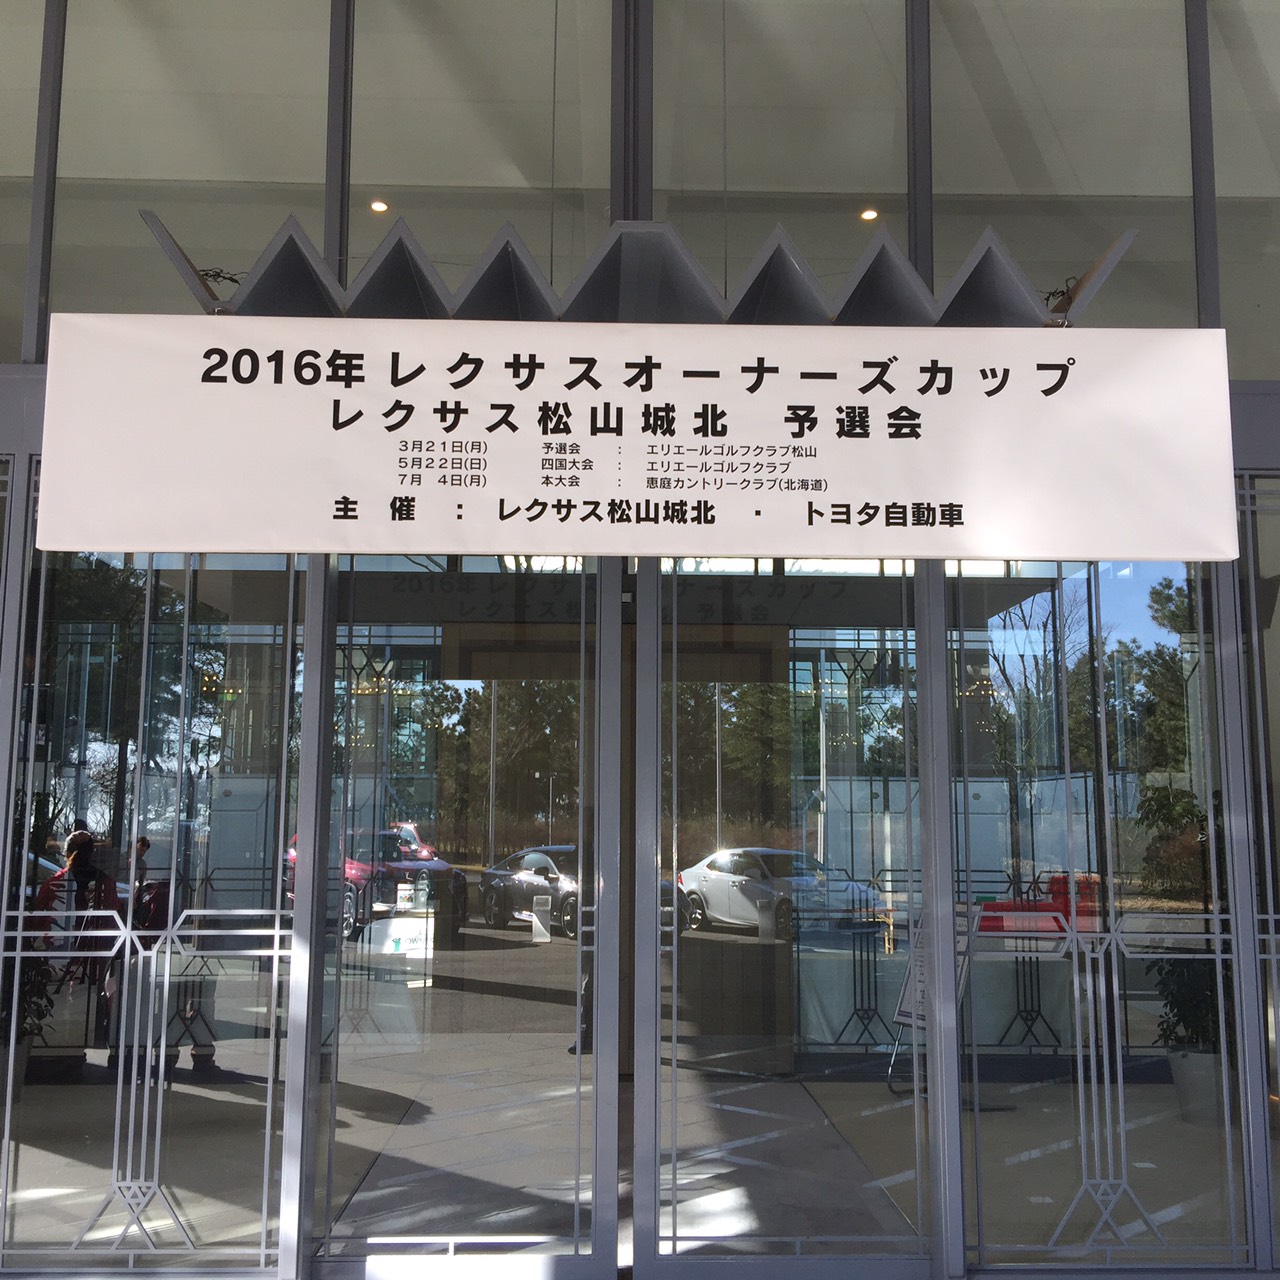 2016年レクサスオーナーズカップ
レクサス松山城北　予選会
3月21日(月)　予選会　：　エリエールゴルフクラブ松山
5月22日(日)　四国大会　：　エリエールゴルフクラブ
7月　4日(月)　本大会　：　恵庭カントリークラブ(北海道)
主　催　：　レクサス松山城北　・　トヨタ自動車